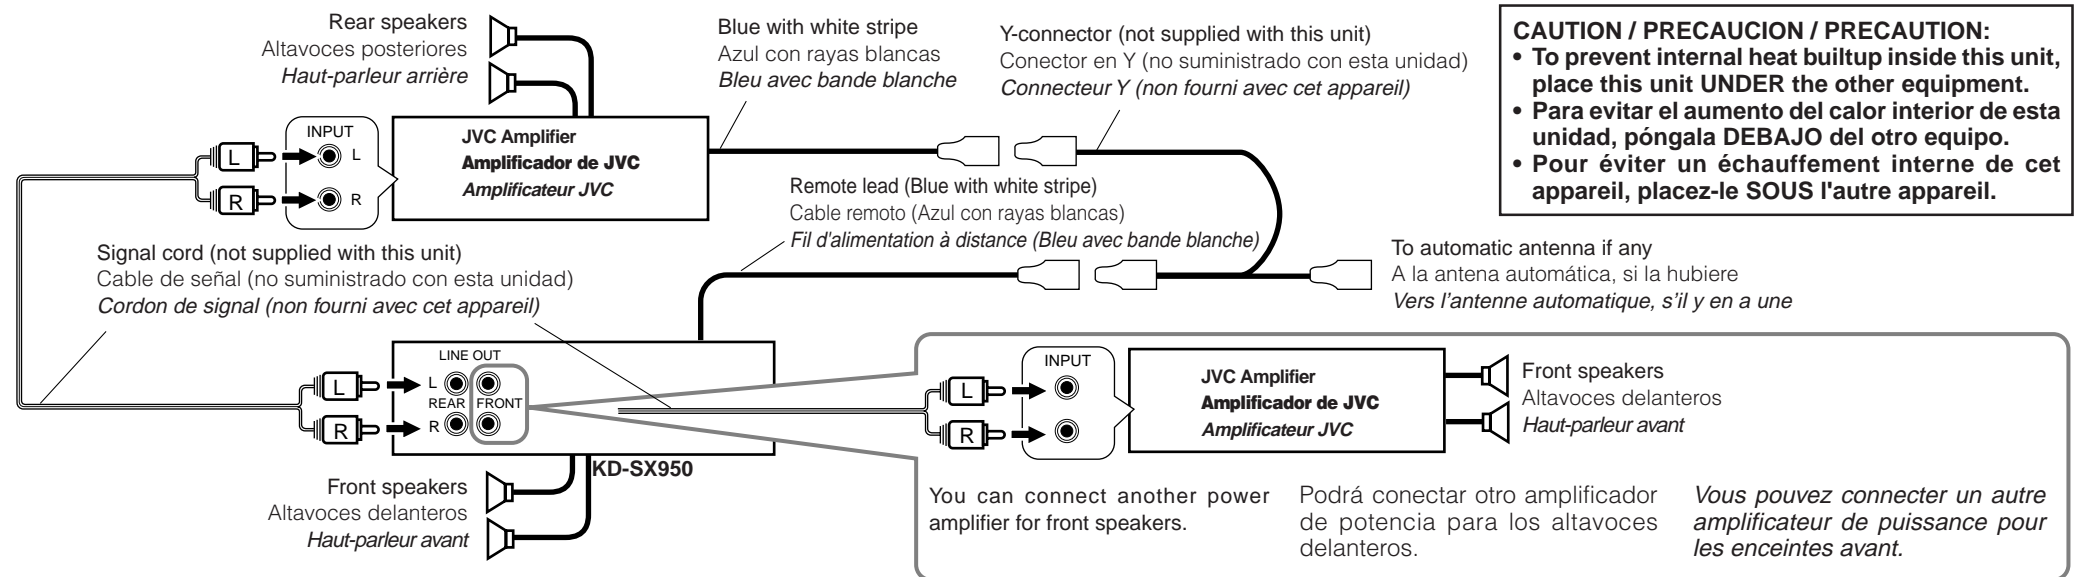 Rear speakers
Altavoces posteriores
Haut-parleur arrière
Blue with white stripe
Azul con rayas blancas
Bleu avec bande blanche
Y-connector (not supplied with this unit)
Conector en Y (no suministrado con esta unidad)
Connecteur Y (non fourni avec cet appareil)
CAUTION / PRECAUCION / PRECAUTION:
• To prevent internal heat builtup inside this unit,
place this unit UNDER the other equipment.
• Para evitar el aumento del calor interior de esta
unidad, póngala DEBAJO del otro equipo.
• Pour éviter un échauffement interne de cet
appareil, placez-le SOUS l'autre appareil.
INPUT
L
L
R
R
JVC Amplifier
Amplificador de JVC
Amplificateur JVC
Remote lead (Blue with white stripe)
Cable remoto (Azul con rayas blancas)
Fil d'alimentation à distance (Bleu avec bande blanche)
Signal cord (not supplied with this unit)
Cable de señal (no suministrado con esta unidad)
Cordon de signal (non fourni avec cet appareil)
To automatic antenna if any
A la antena automática, si la hubiere
Vers l'antenne automatique, s'il y en a une
LINE OUT
L
L
REAR
FRONT
R
R
KD-SX950
Front speakers
Altavoces delanteros
Haut-parleur avant
INPUT
L
R
JVC Amplifier
Amplificador de JVC
Amplificateur JVC
Front speakers
Altavoces delanteros
Haut-parleur avant
You can connect another power
amplifier for front speakers.
Podrá conectar otro amplificador
de potencia para los altavoces
delanteros.
Vous pouvez connecter un autre
amplificateur de puissance pour
les enceintes avant.